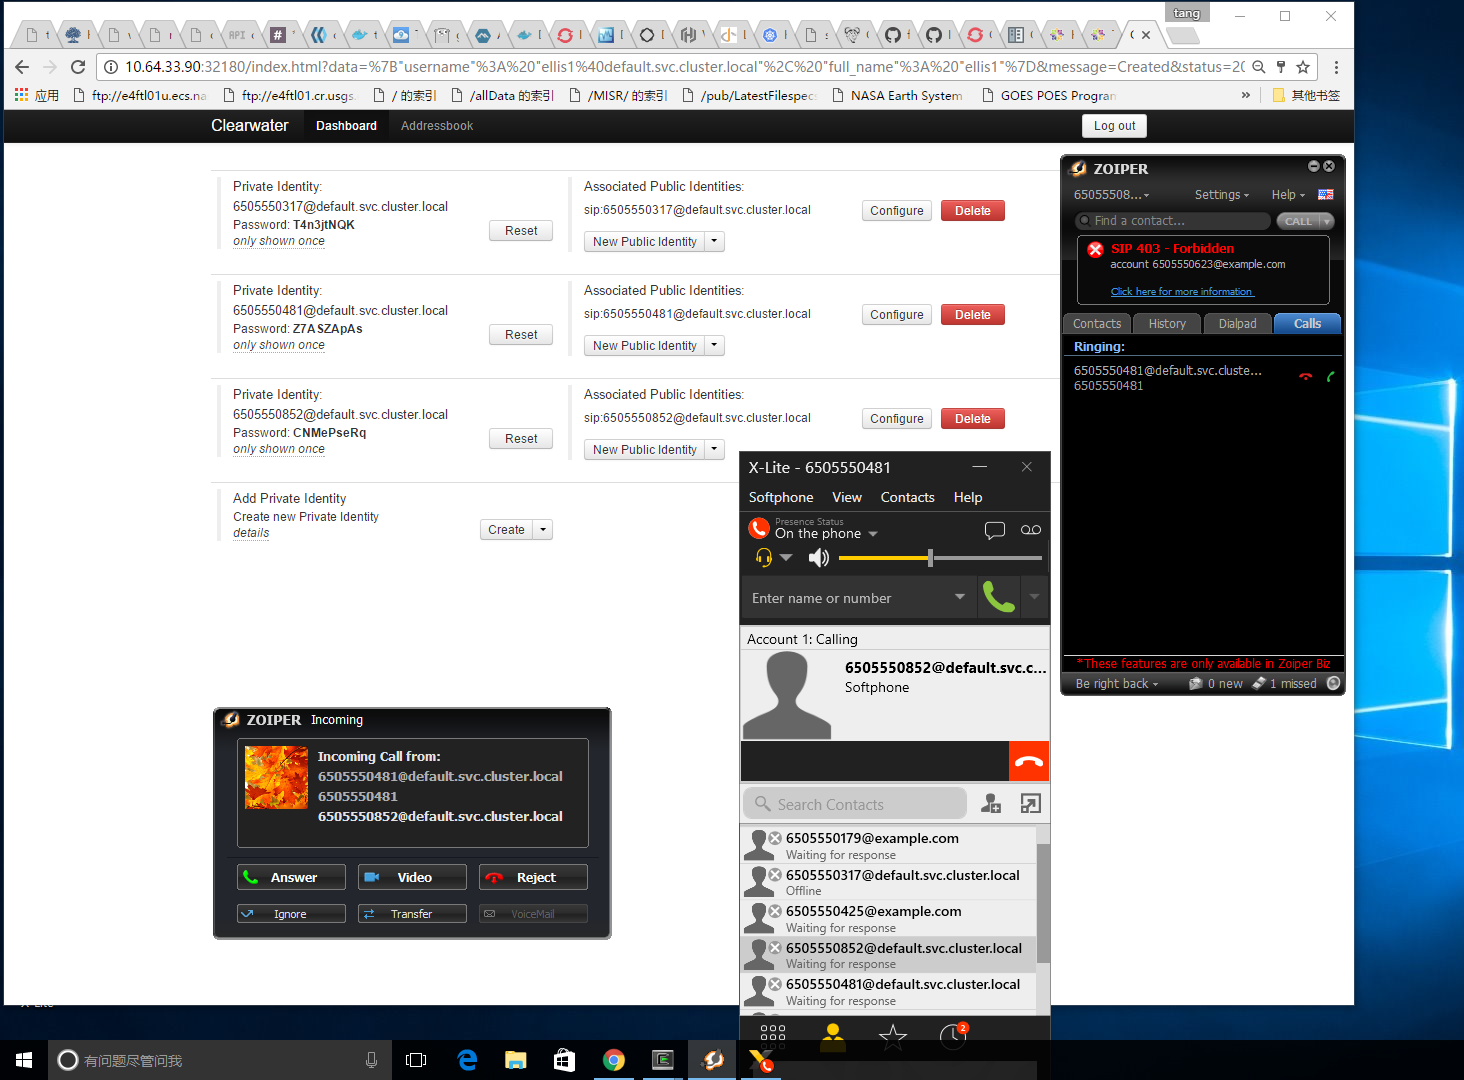 tang
10.64.33.90:32180/index.html?data=%7B"username"%3A%20"ellis1%40default.svc.cluster.local"%2C%20"full_name"%3A%20"ellis1"%7D&message=Created&status=20
应用
ftp://e4ftl01u.ecs.na
ftp://e4ftl01.cr.usgs.
/ 的索引
/allData 的索引
/MISR/ 的索引
/pub/LatestFilespecs
NASA Earth System
GOES POES Program
»
其他书签
Clearwater
Dashboard
Addressbook
Log out
Private Identity:
6505550317@default.svc.cluster.local
Password: T4n3jtNQK
only shown once
Reset
Associated Public Identities:
sip:6505550317@default.svc.cluster.local
Configure
Delete
New Public Identity
Private Identity:
6505550481@default.svc.cluster.local
Password: Z7ASZApAs
only shown once
Reset
Associated Public Identities:
sip:6505550481@default.svc.cluster.local
Configure
Delete
New Public Identity
Private Identity:
6505550852@default.svc.cluster.local
Password: CNMePseRq
only shown once
Reset
Associated Public Identities:
sip:6505550852@default.svc.cluster.local
Configure
Delete
New Public Identity
Add Private Identity
Create new Private Identity
details
Create
ZOIPER
65055508...
Settings
Help
Find a contact...
CALL
SIP 403 - Forbidden
account 6505550623@example.com
Click here for more information
Contacts
History
Dialpad
Calls
Ringing:
6505550481@default.svc.cluste...
6505550481
*These features are only available in Zoiper Biz
Be right back
0 new
1 missed
X-Lite - 6505550481
Softphone
View
Contacts
Help
Presence Status
On the phone
Enter name or number
Account 1: Calling
6505550852@default.svc.c...
Softphone
Search Contacts
6505550179@example.com
Waiting for response
6505550317@default.svc.cluster.local
Offline
6505550425@example.com
Waiting for response
6505550852@default.svc.cluster.local
Waiting for response
6505550481@default.svc.cluster.local
Waiting for response
2
ZOIPER Incoming
Incoming Call from:
6505550481@default.svc.cluster.local
6505550481
6505550852@default.svc.cluster.local
Answer
Video
Reject
Ignore
Transfer
VoiceMail
有问题尽管问我